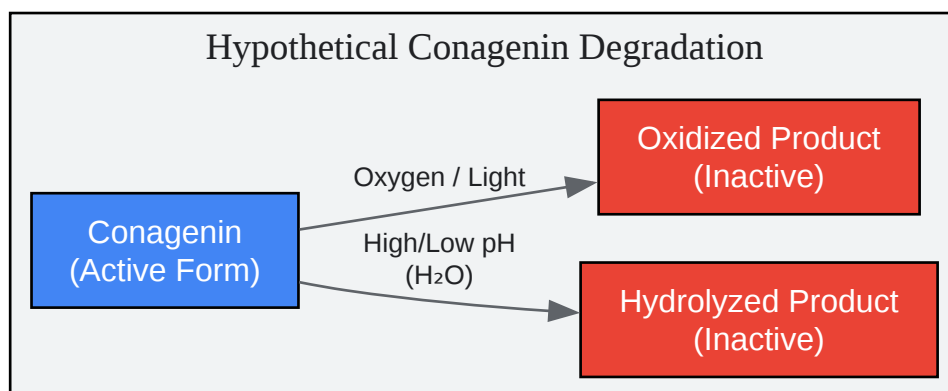 Hypothetical Conagenin Degradation
Conagenin
(Active Form)
Oxygen / Light
High/Low pH
(H₂O)
Oxidized Product
(Inactive)
Hydrolyzed Product
(Inactive)